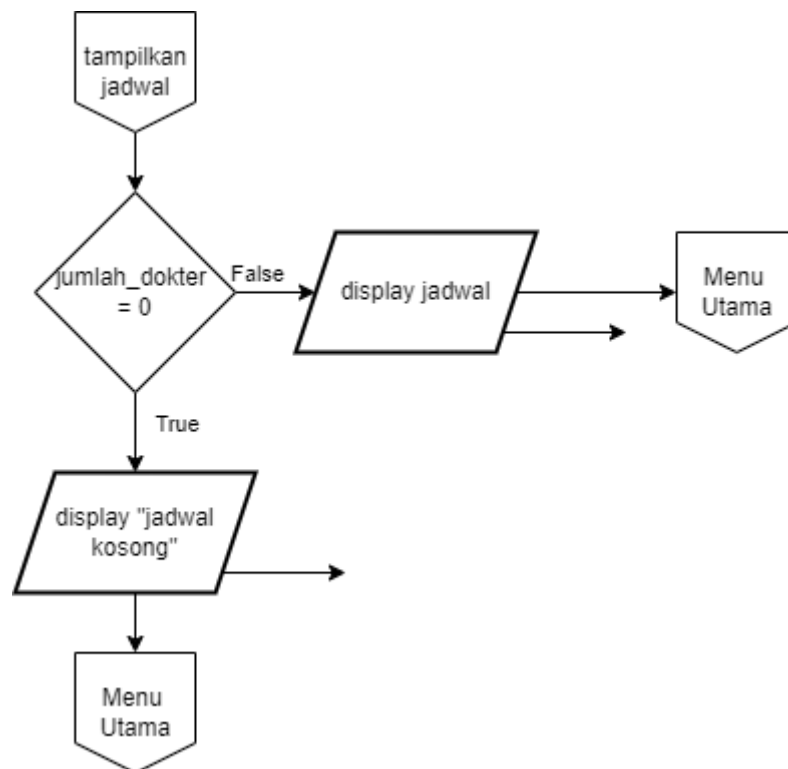 tampilkan
jadwal
jumlah_dokter
= 0
False
display jadwal
Menu
Utama
True
display "jadwal
kosong"
Menu
Utama